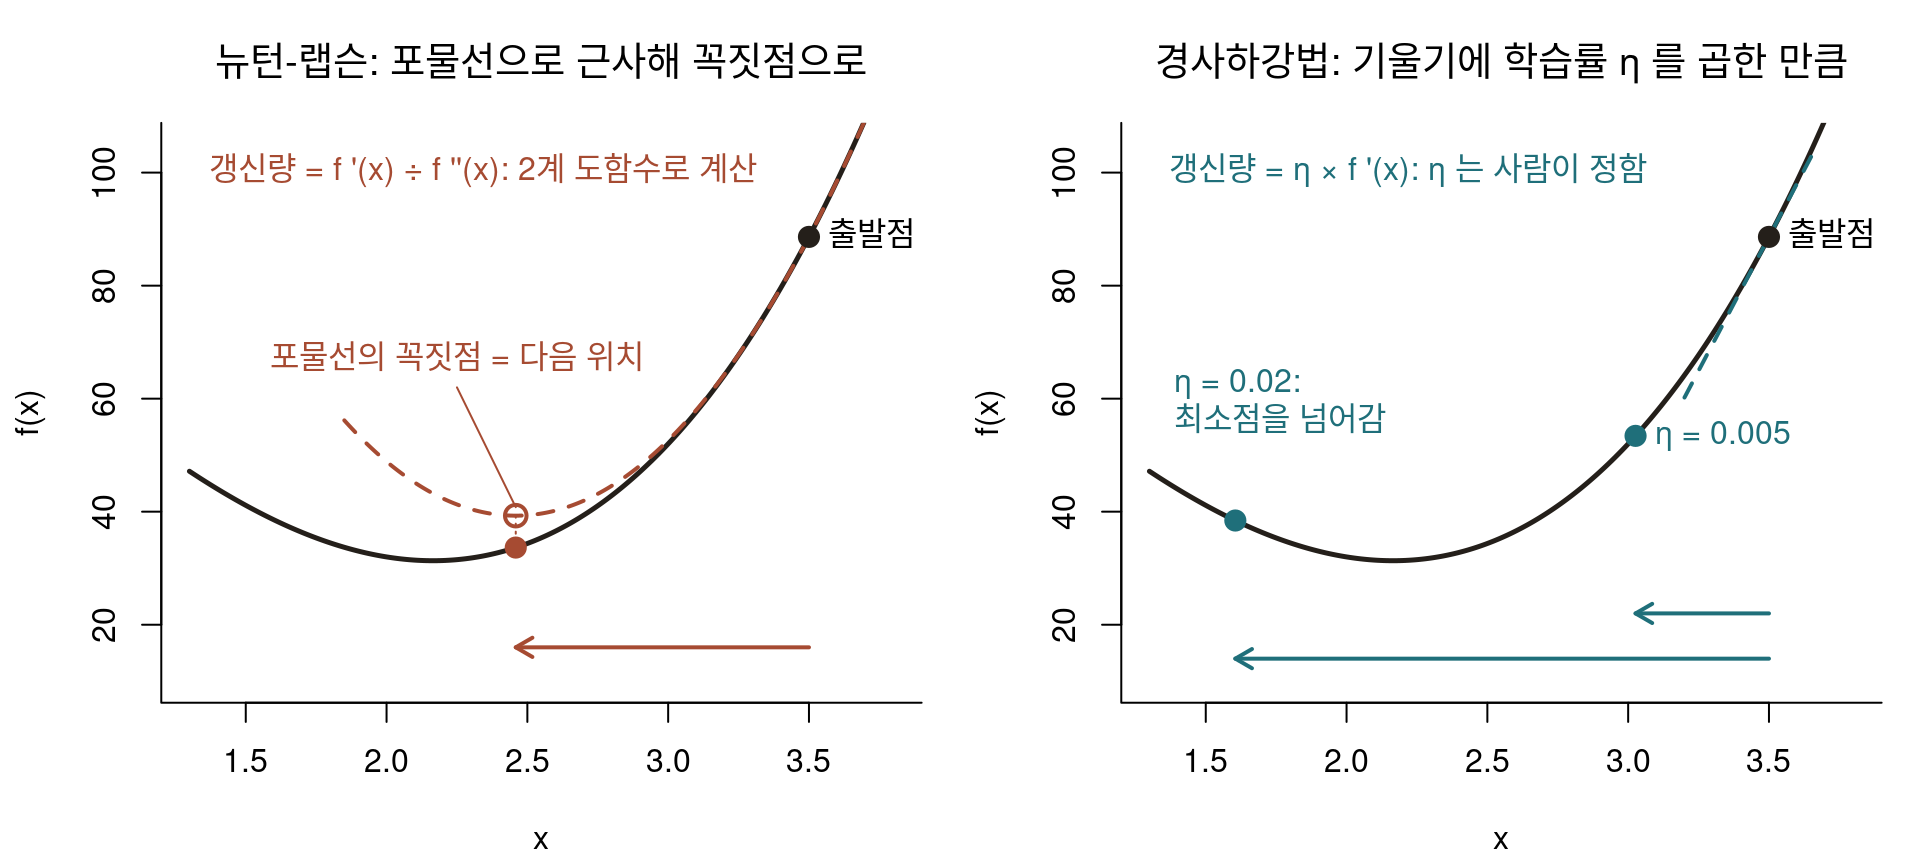 뉴턴-랩슨: 포물선으로 근사해 꼭짓점으로
갱신량 = f '(x) ÷ f "(x): 2계 도함수로 계산
출발점
포물선의 꼭짓점 = 다음 위치
f(x)
100
80
60
40
20
1.5 2.0 2.5 3.0 3.5
x
경사하강법: 기울기에 학습률 η 를 곱한 만큼
갱신량 = η × f '(x): η 는 사람이 정함
출발점
η = 0.02:
최소점을 넘어감
η = 0.005
f(x)
100
80
60
40
20
1.5 2.0 2.5 3.0 3.5
x